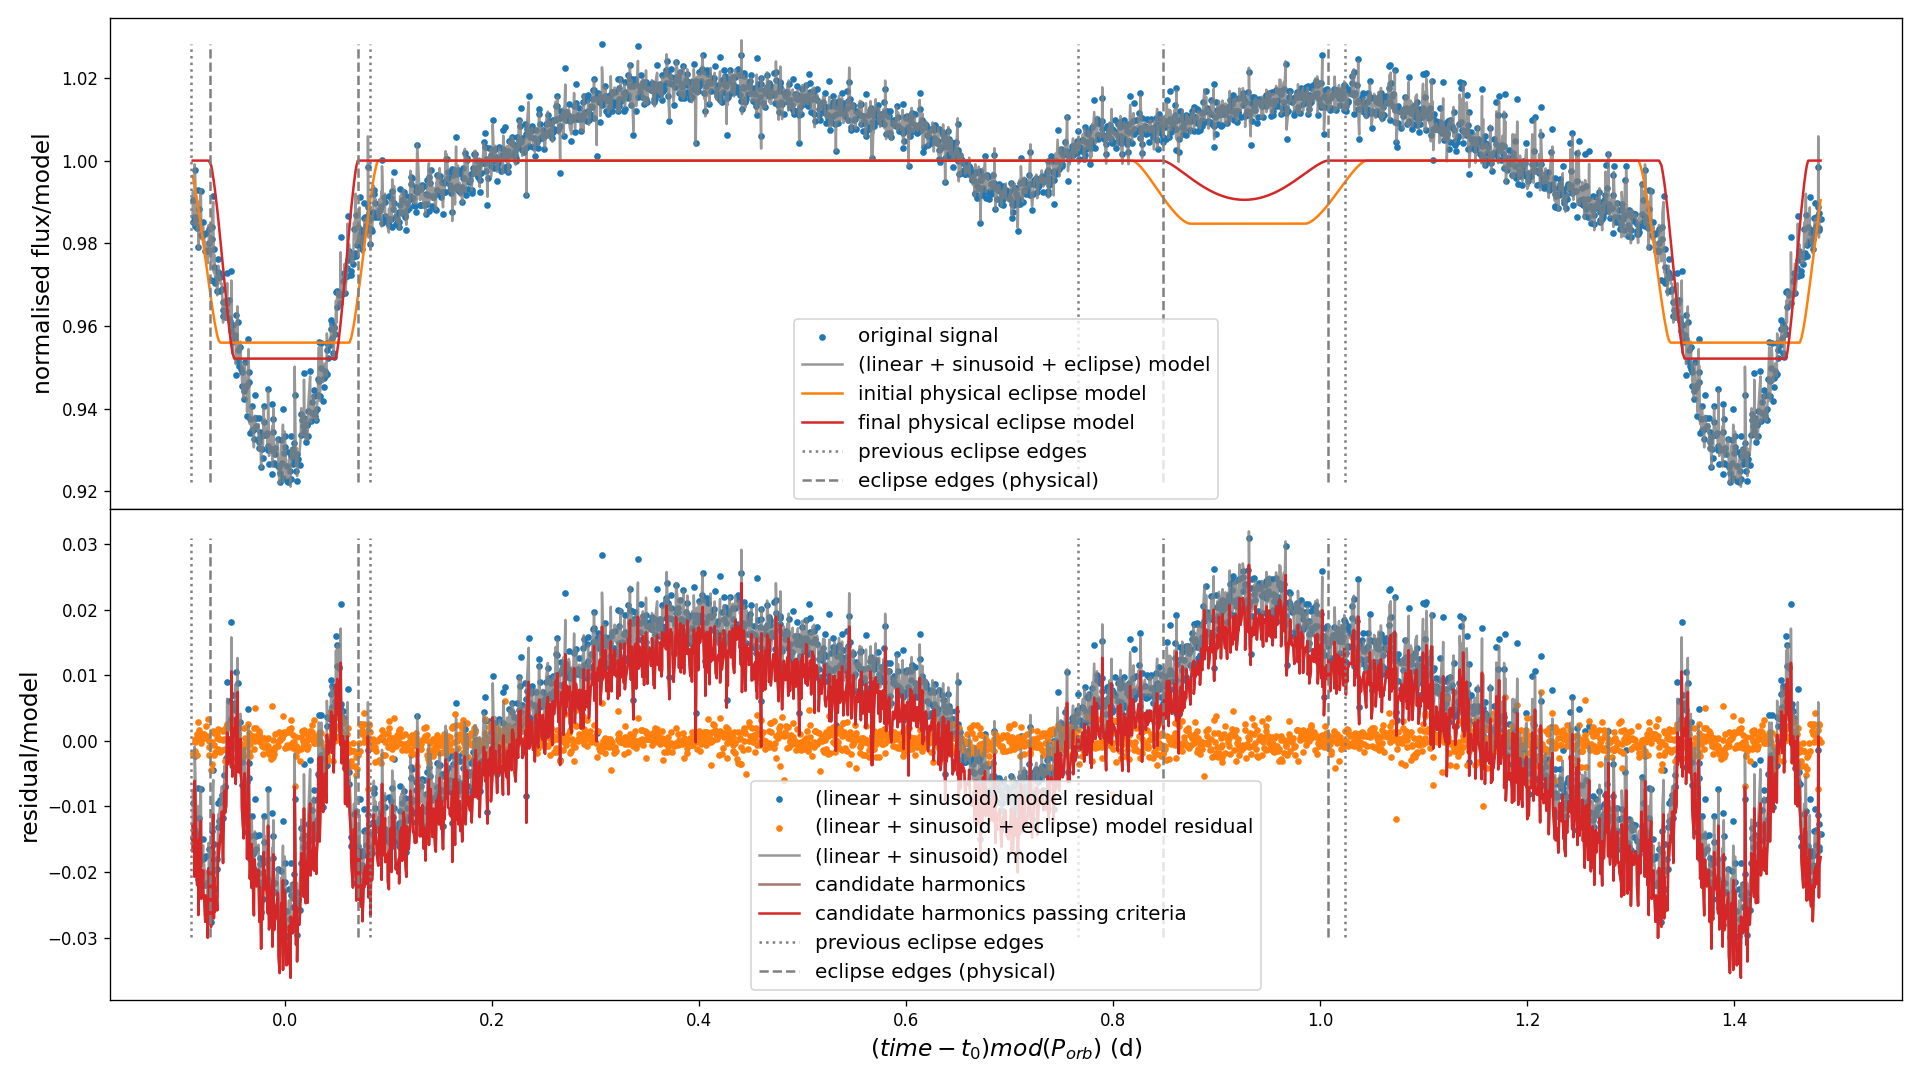 normalised flux/model
1.02
1.00
0.98
0.96
0.94
0.92
original signal
(linear + sinusoid + eclipse) model
initial physical eclipse model
final physical eclipse model
previous eclipse edges
eclipse edges (physical)
residual/model
0.03
0.02
0.01
0.00
−0.01
−0.02
−0.03
(linear + sinusoid) model residual
(linear + sinusoid + eclipse) model residual
(linear + sinusoid) model
candidate harmonics
candidate harmonics passing criteria
previous eclipse edges
eclipse edges (physical)
0.0 0.2 0.4 0.6 0.8 1.0 1.2 1.4
(time − t₀)mod(P_orb) (d)